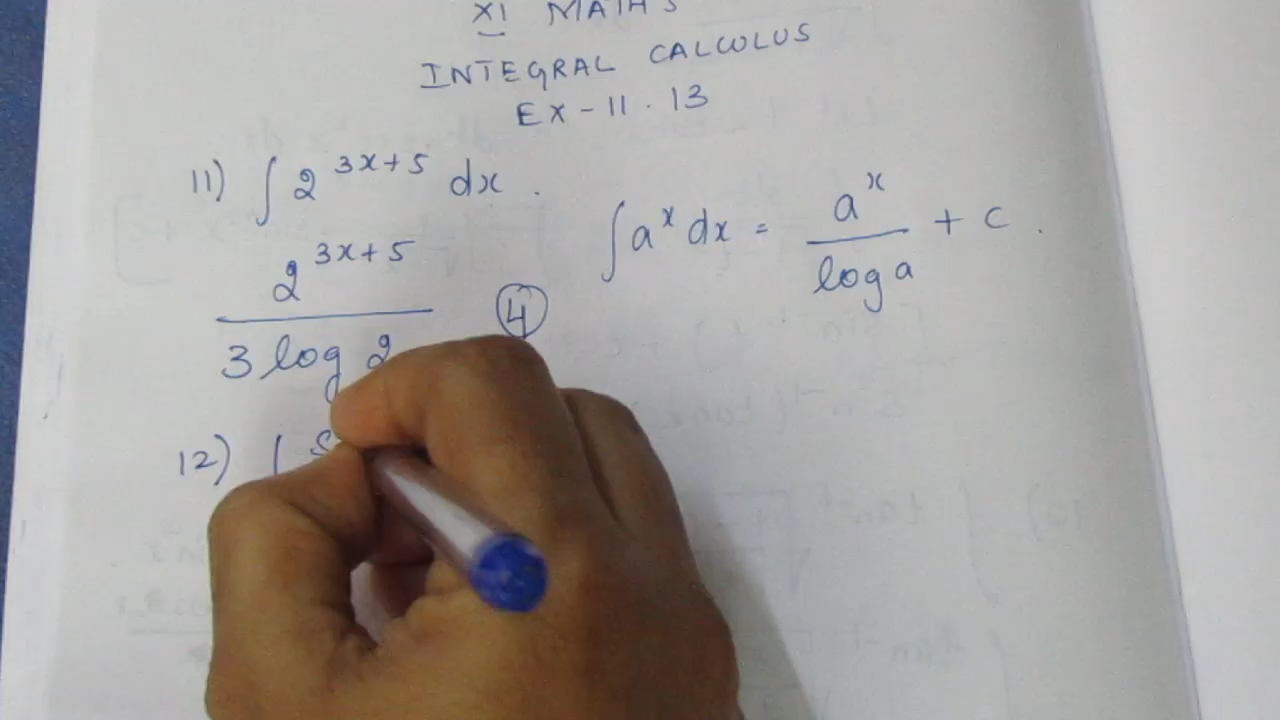 XI MATHS
INTEGRAL CALCULUS
EX - 11.13
11) ∫ 2^{3x+5} dx .
∫ a^x dx = a^x / log a + c .
2^{3x+5} / 3 log 2
④
12) ∫